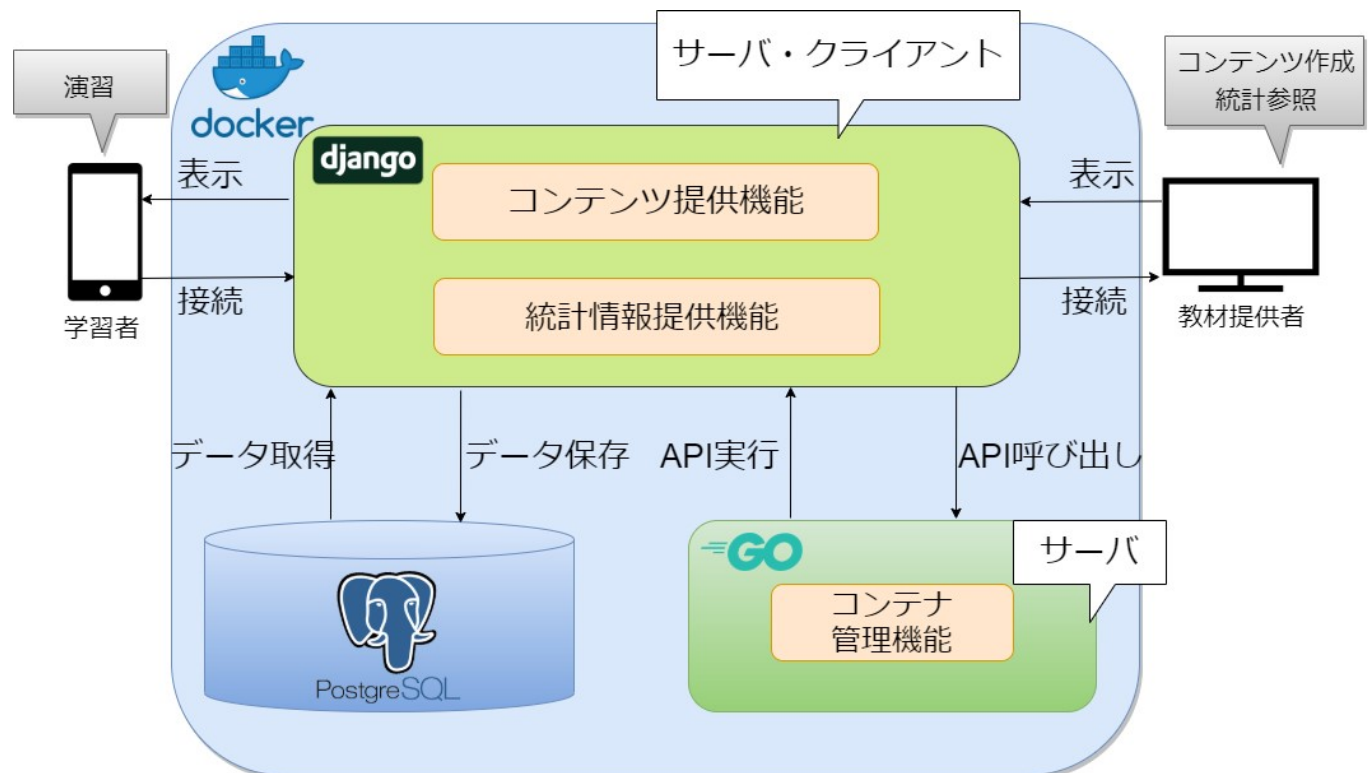 サーバ・クライアント
コンテンツ作成
統計参照
演習
docker
django
表示
コンテンツ提供機能
表示
接続
統計情報提供機能
接続
学習者
教材提供者
データ取得
データ保存
API実行
API呼び出し
GO
サーバ
コンテナ
管理機能
PostgreSQL